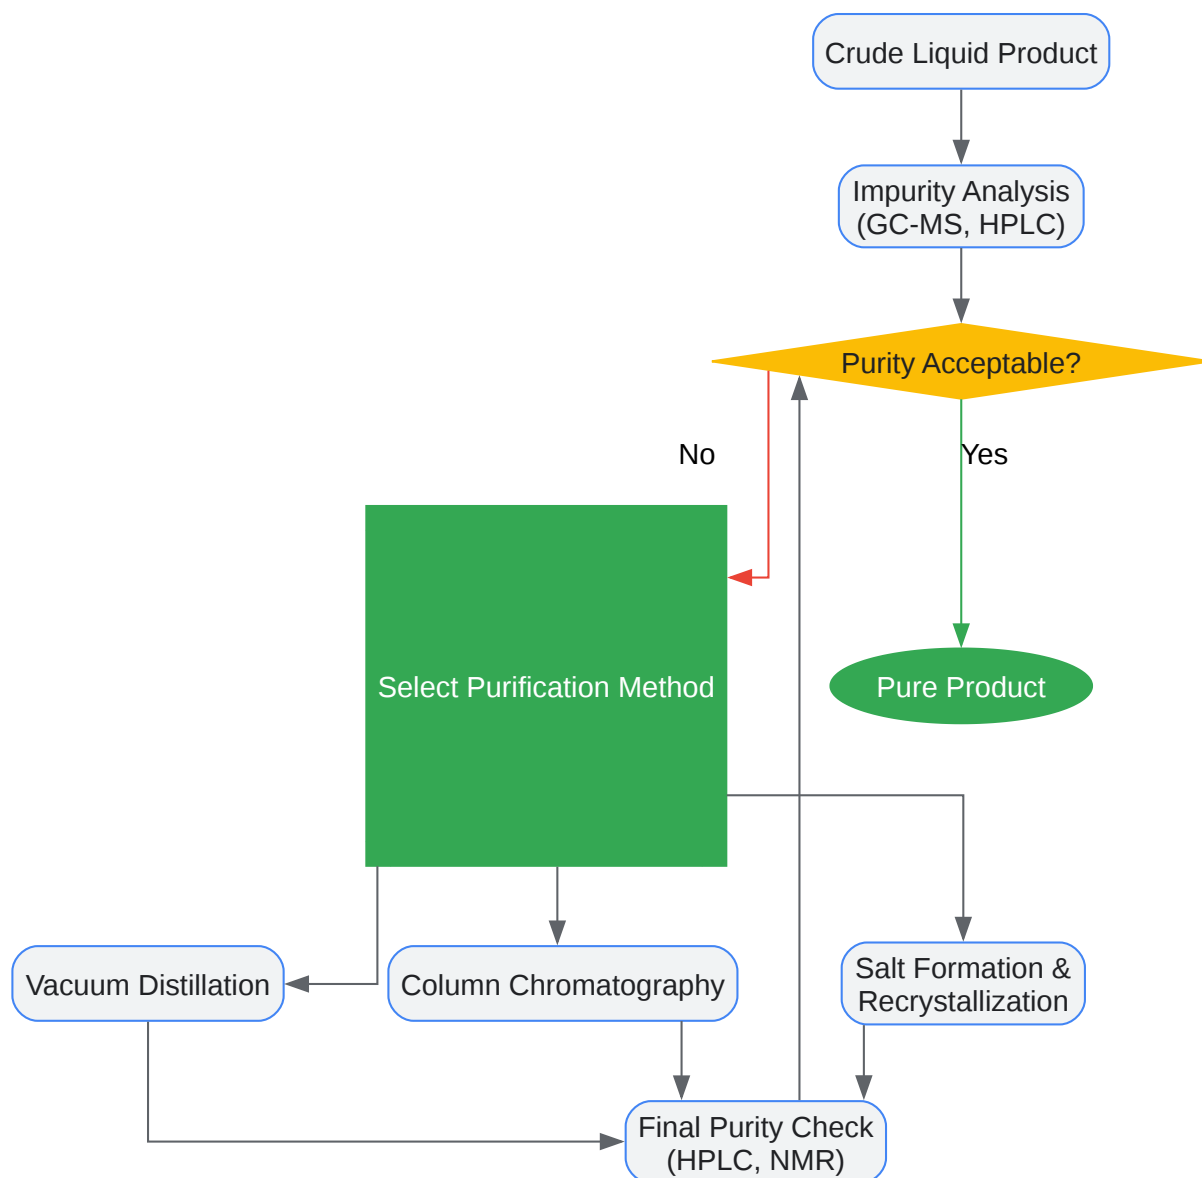 Crude Liquid Product
Impurity Analysis
(GC-MS, HPLC)
Purity Acceptable?
No
Yes
Select Purification Method
Pure Product
Vacuum Distillation
Column Chromatography
Salt Formation &
Recrystallization
Final Purity Check
(HPLC, NMR)